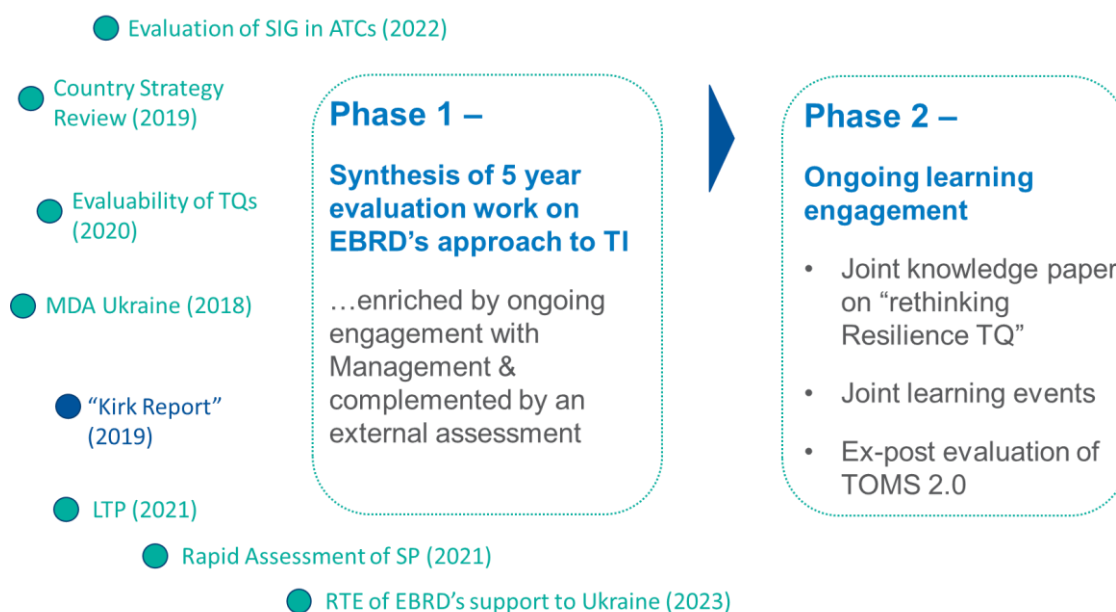 Evaluation of SIG in ATCs (2022)
Country Strategy
Review (2019)
Evaluability of TQs
(2020)
MDA Ukraine (2018)
“Kirk Report”
(2019)
LTP (2021)
Rapid Assessment of SP (2021)
RTE of EBRD’s support to Ukraine (2023)
Phase 1 –
Synthesis of 5 year
evaluation work on
EBRD’s approach to TI
…enriched by ongoing
engagement with
Management &
complemented by an
external assessment
Phase 2 –
Ongoing learning
engagement
• Joint knowledge paper
on “rethinking
Resilience TQ”
• Joint learning events
• Ex-post evaluation of
TOMS 2.0